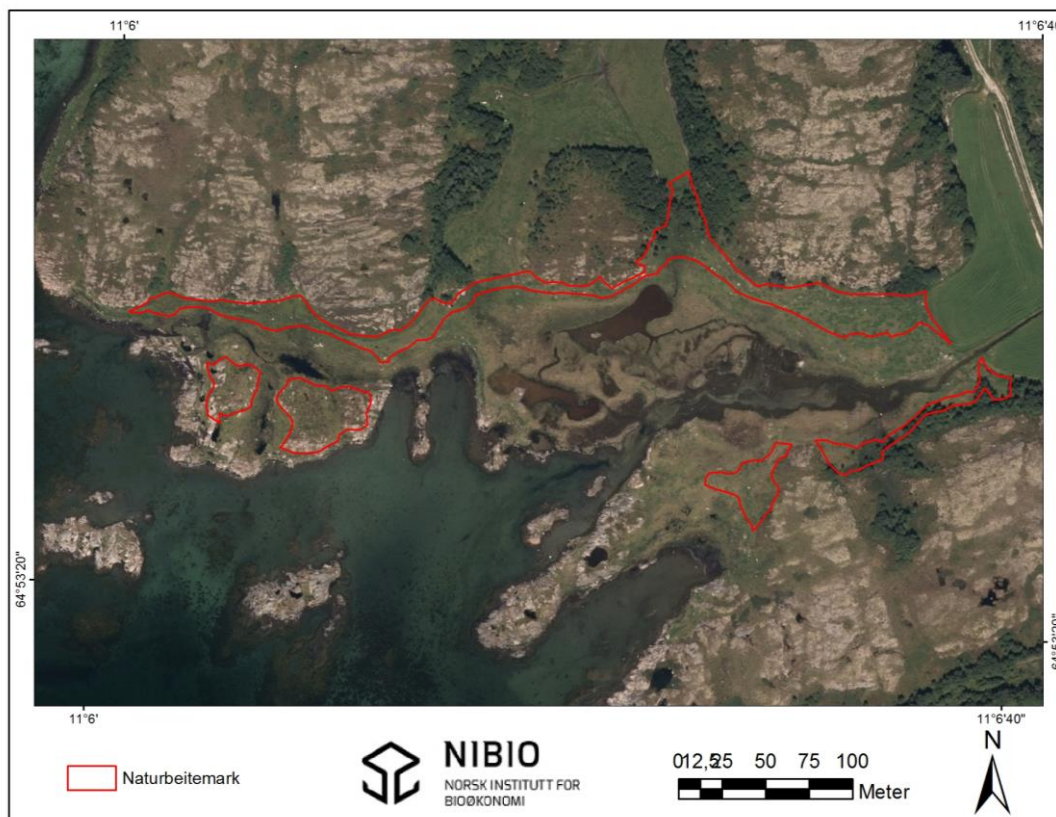 11°6'
11°6'40"
64°53'20"
64°53'20"
11°6'
11°6'40"
Naturbeitemark
NIBIO
NORSK INSTITUTT FOR
BIOØKONOMI
0 12,5 25 50 75 100
Meter
N